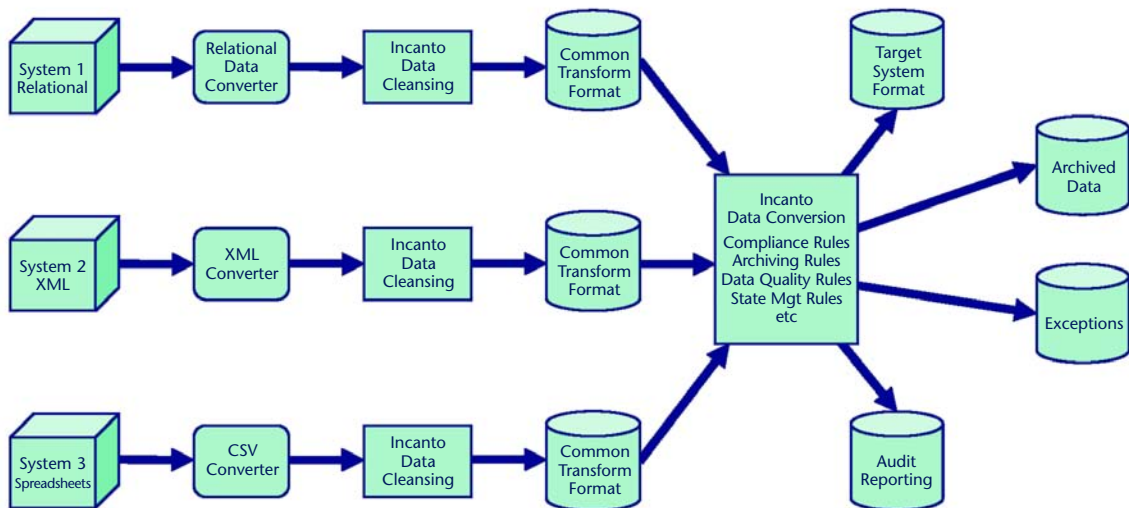 System 1
Relational
Relational
Data
Converter
Incanto
Data
Cleansing
Common
Transform
Format
Target
System
Format
Archived
Data
System 2
XML
XML
Converter
Incanto
Data
Cleansing
Common
Transform
Format
Incanto
Data Conversion
Compliance Rules
Archiving Rules
Data Quality Rules
State Mgt Rules
etc
Exceptions
System 3
Spreadsheets
CSV
Converter
Incanto
Data
Cleansing
Common
Transform
Format
Audit
Reporting